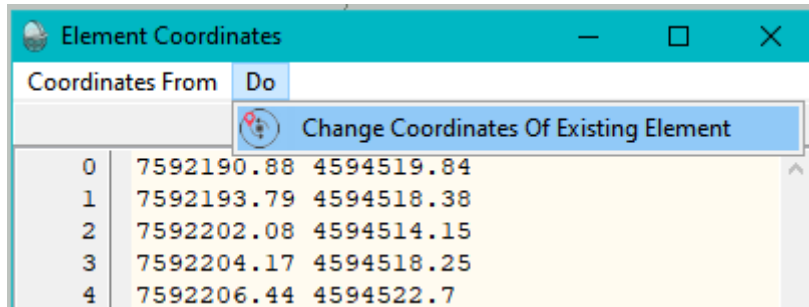 Element Coordinates
Coordinates From Do
Change Coordinates Of Existing Element
0 7592190.88 4594519.84
1 7592193.79 4594518.38
2 7592202.08 4594514.15
3 7592204.17 4594518.25
4 7592206.44 4594522.7